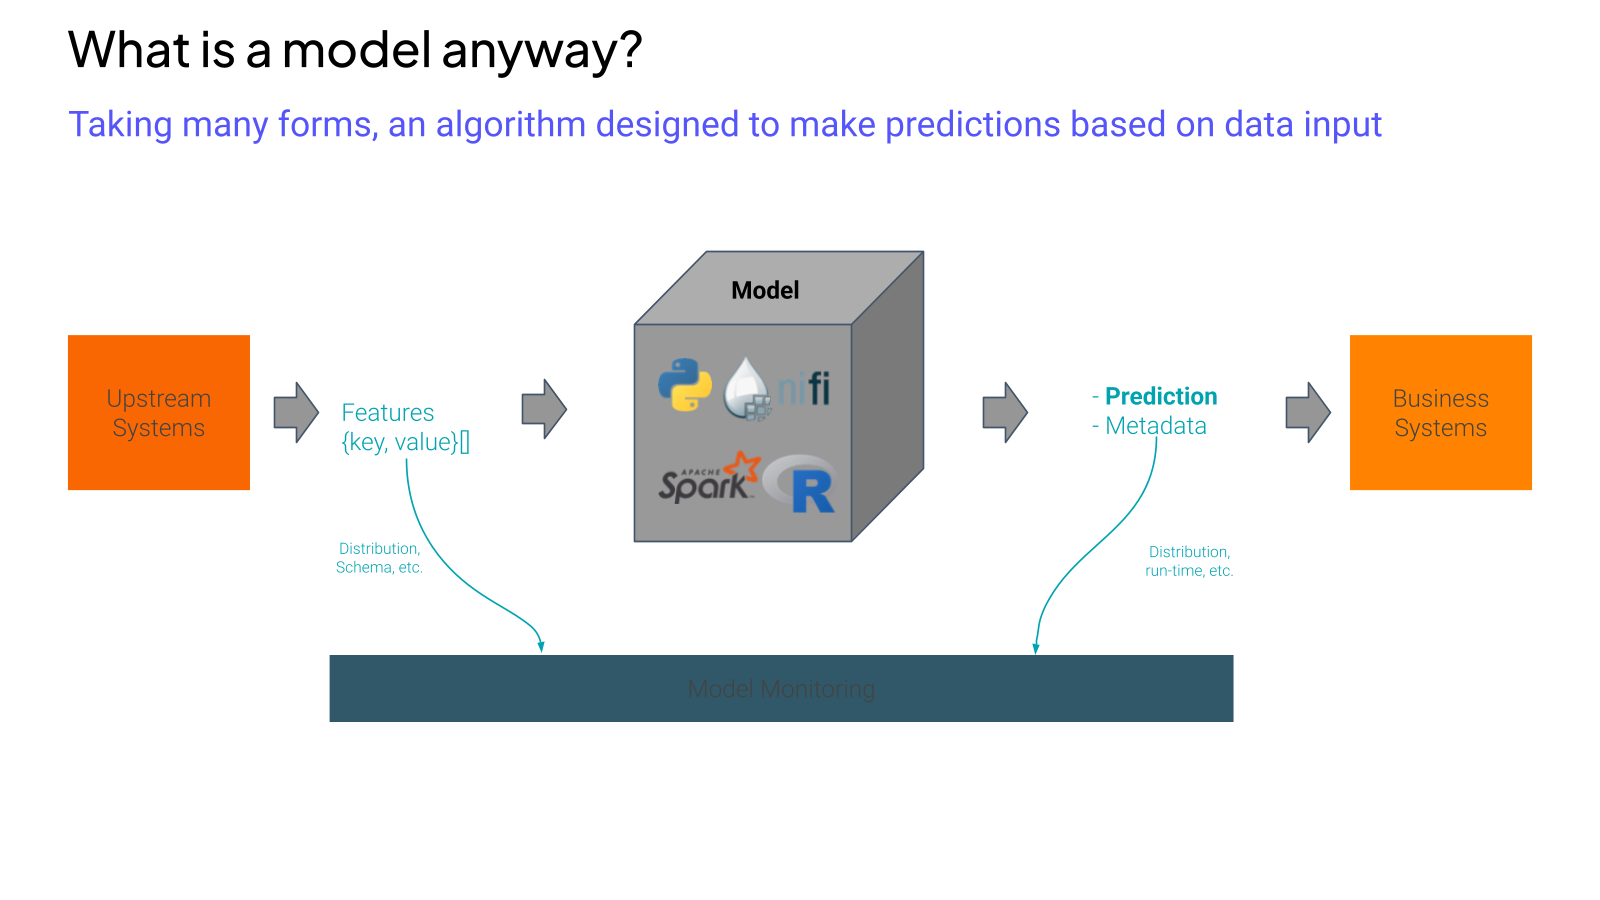 What is a model anyway?
Taking many forms, an algorithm designed to make predictions based on data input
Model
Upstream
Systems
Features
{key, value}[]
nifi
APACHE
Spark™
R
- Prediction
- Metadata
Business
Systems
Distribution,
Schema, etc.
Distribution,
run-time, etc.
Model Monitoring